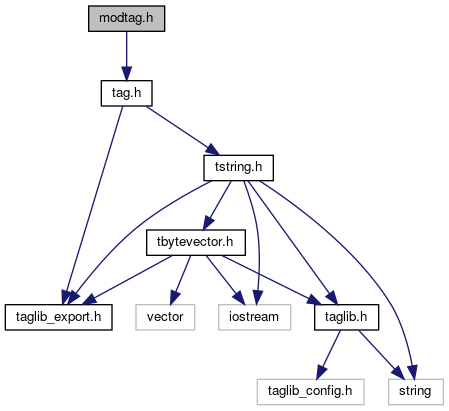 modtag.h
tag.h
tstring.h
tbytevector.h
taglib_export.h
vector
iostream
taglib.h
taglib_config.h
string